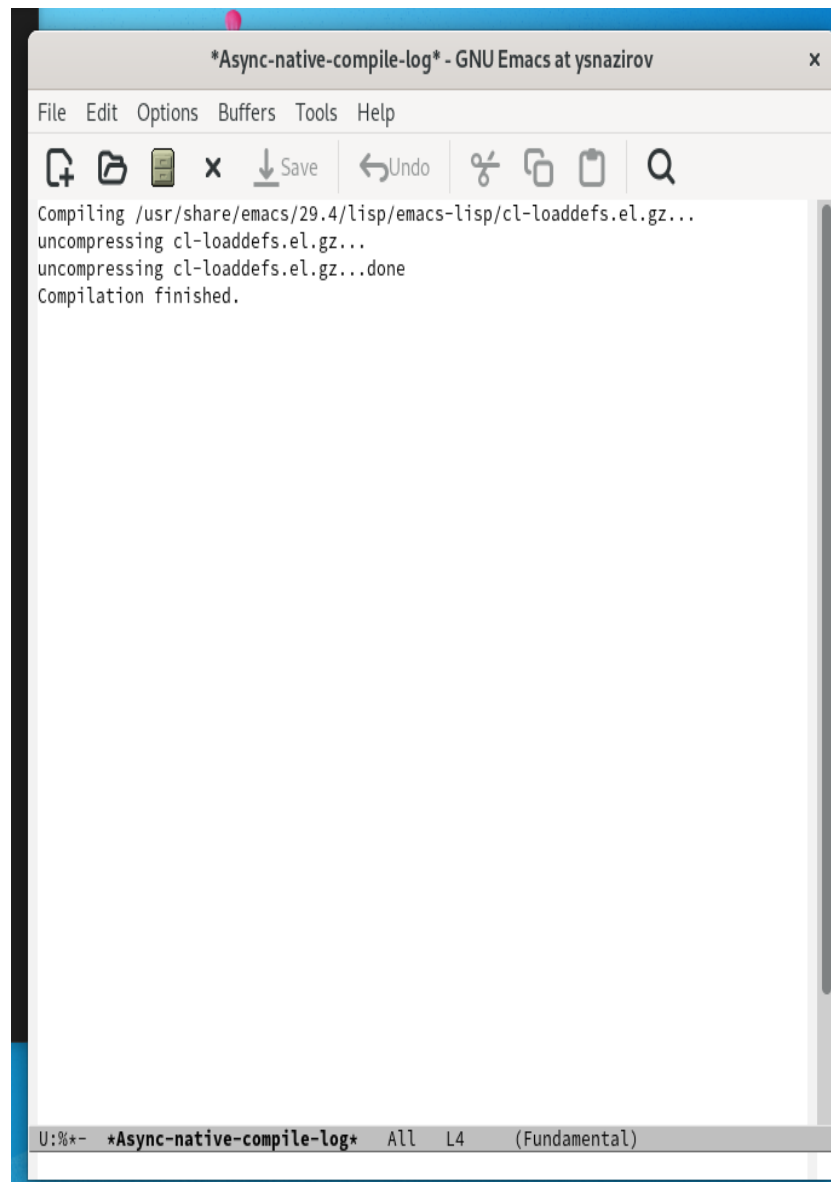 *Async-native-compile-log* - GNU Emacs at ysnazirov x
File Edit Options Buffers Tools Help
Save Undo
Compiling /usr/share/emacs/29.4/lisp/emacs-lisp/cl-loaddefs.el.gz...
uncompressing cl-loaddefs.el.gz...
uncompressing cl-loaddefs.el.gz...done
Compilation finished.
U:%*- *Async-native-compile-log* All L4 (Fundamental)